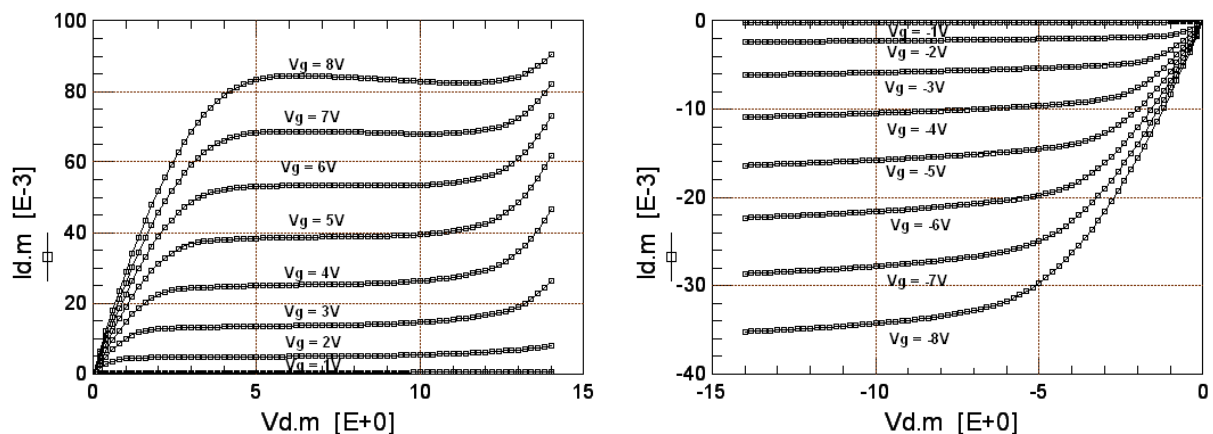 100
80
60
40
20
0
Id.m [E-3]
Vg = 8V
Vg = 7V
Vg = 6V
Vg = 5V
Vg = 4V
Vg = 3V
Vg = 2V
Vg = 1V
0 5 10 15
Vd.m [E+0]
-0
-10
-20
-30
-40
Id.m [E-3]
Vg = -1V
Vg = -2V
Vg = -3V
Vg = -4V
Vg = -5V
Vg = -6V
Vg = -7V
Vg = -8V
-15 -10 -5 0
Vd.m [E+0]